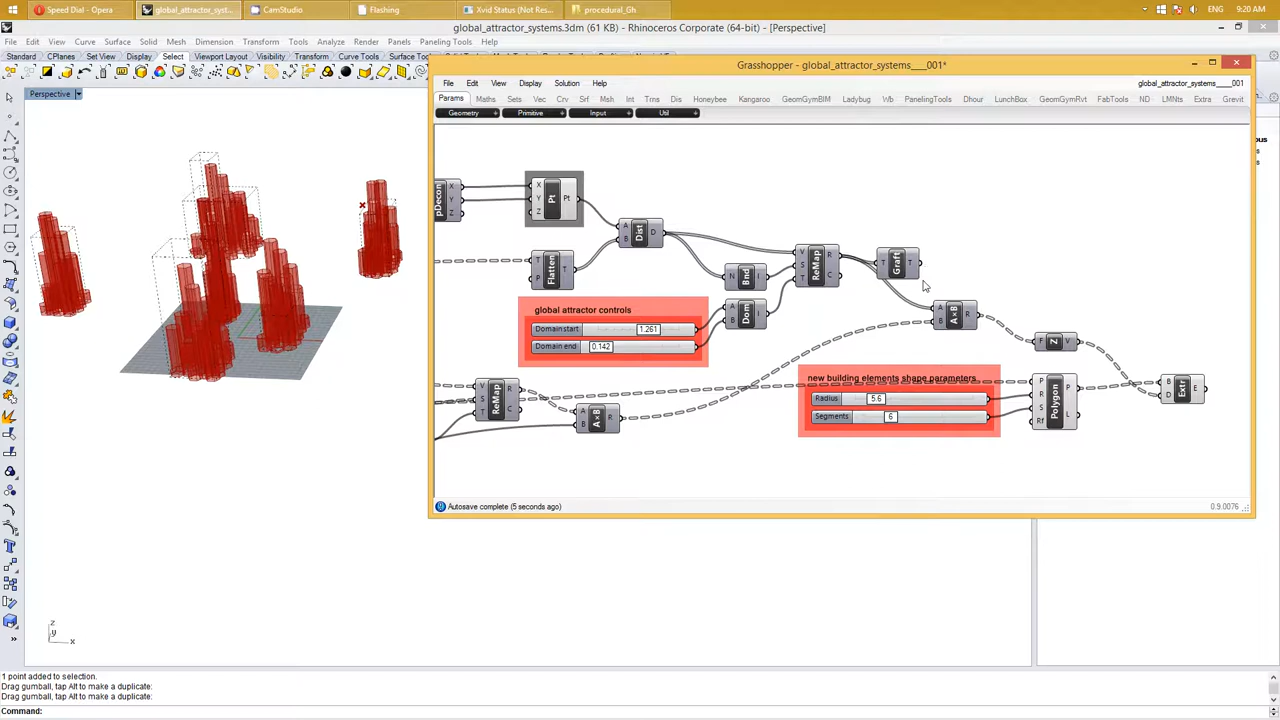 Speed Dial - Opera
global_attractor_syst...
CamStudio
Flashing
Xvid Status (Not Res...
procedural_Gh
ENG
9:20 AM
global_attractor_systems.3dm (61 KB) - Rhinoceros Corporate (64-bit) - [Perspective]
File Edit View Curve Surface Solid Mesh Dimension Transform Tools Analyze Render Panels Paneling Tools Help
Standard CPlanes Set View Display Select Viewport Layout Visibility Transform Curve Tools Surface Tools
Perspective
Grasshopper - global_attractor_systems___001*
File Edit View Display Solution Help
global_attractor_systems____001
Params Maths Sets Vec Crv Srf Msh Int Trns Dis Honeybee Kangaroo GeomGymBIM Ladybug Wb PanelingTools Dhour LunchBox GeomGymRvt FabTools ND LMNts Extra Grevit
Geometry Primitive Input Util
pDecon X Y Z
X Y Z Pt Pt
A B Dist D
T P Flatten T
N Bnd I
A B Dom I
V S T ReMap R C
T Graft T
A B A×B R
F Z V
B D Extr E
global attractor controls
Domain start 1.261
Domain end 0.142
new building elements shape parameters
Radius 5.6
Segments 6
P R S Rf Polygon P L
V S T ReMap R C
A B A×B R
Autosave complete (5 seconds ago)
0.9.0076
z
y
x
1 point added to selection.
Drag gumball, tap Alt to make a duplicate:
Drag gumball, tap Alt to make a duplicate:
Command: